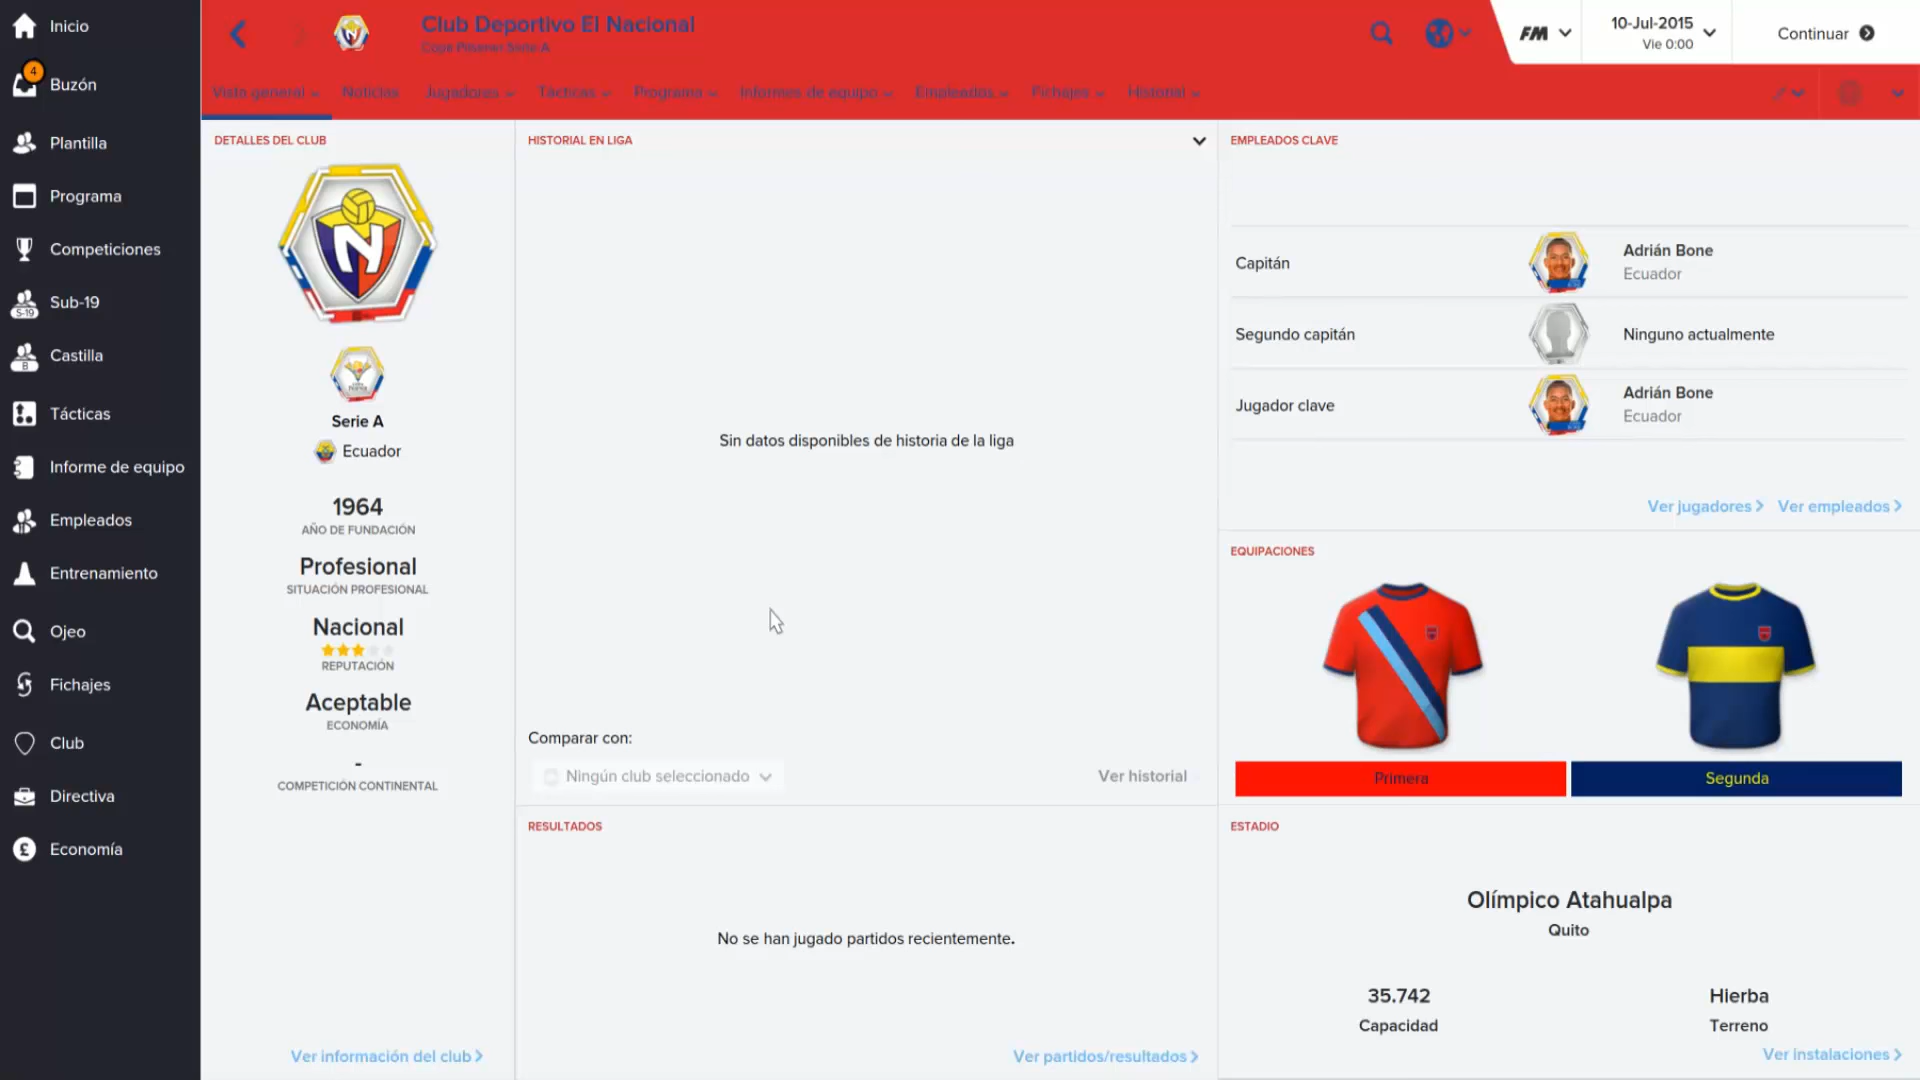 Inicio
4
Buzón
Plantilla
Programa
Competiciones
S-19
Sub-19
B
Castilla
Tácticas
Informe de equipo
Empleados
Entrenamiento
Ojeo
Fichajes
Club
Directiva
Economía
Club Deportivo El Nacional
Copa Pilsener Serie A
FM
10-Jul-2015
Vie 0:00
Continuar
Vista general
Noticias
Jugadores
Tácticas
Programa
Informes de equipo
Empleados
Fichajes
Historial
DETALLES DEL CLUB
N
Serie A
Ecuador
1964
AÑO DE FUNDACIÓN
Profesional
SITUACIÓN PROFESIONAL
Nacional
REPUTACIÓN
Aceptable
ECONOMÍA
-
COMPETICIÓN CONTINENTAL
Ver información del club
HISTORIAL EN LIGA
Sin datos disponibles de historia de la liga
Comparar con:
Ningún club seleccionado
Ver historial
RESULTADOS
No se han jugado partidos recientemente.
Ver partidos/resultados
EMPLEADOS CLAVE
Capitán
Adrián Bone
Ecuador
Segundo capitán
Ninguno actualmente
Jugador clave
Adrián Bone
Ecuador
Ver jugadores
Ver empleados
EQUIPACIONES
Primera
Segunda
ESTADIO
Olímpico Atahualpa
Quito
35.742
Capacidad
Hierba
Terreno
Ver instalaciones